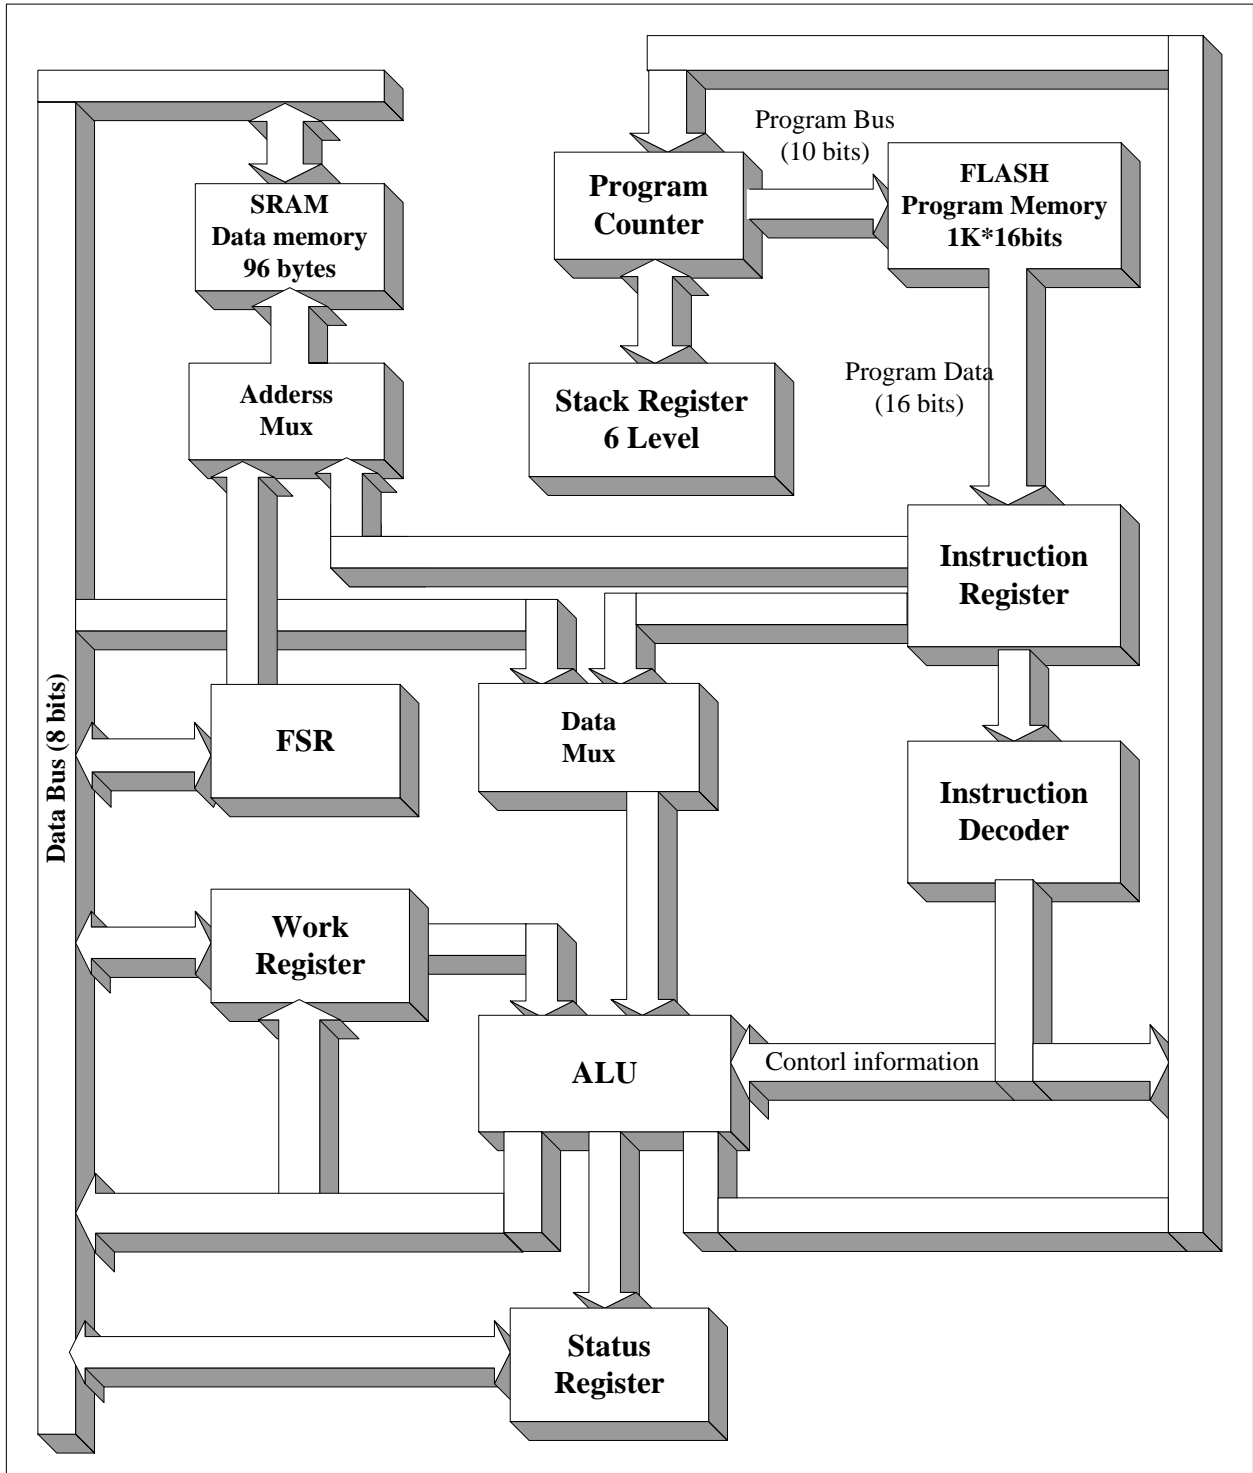 Program Bus
(10 bits)
SRAM
Data memory
96 bytes
Program
Counter
FLASH
Program Memory
1K*16bits
Adderss
Mux
Stack Register
6 Level
Program Data
(16 bits)
Instruction
Register
Data Bus (8 bits)
FSR
Data
Mux
Instruction
Decoder
Work
Register
ALU
Contorl information
Status
Register